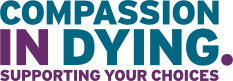 COMPASSION
IN DYING.
SUPPORTING YOUR CHOICES